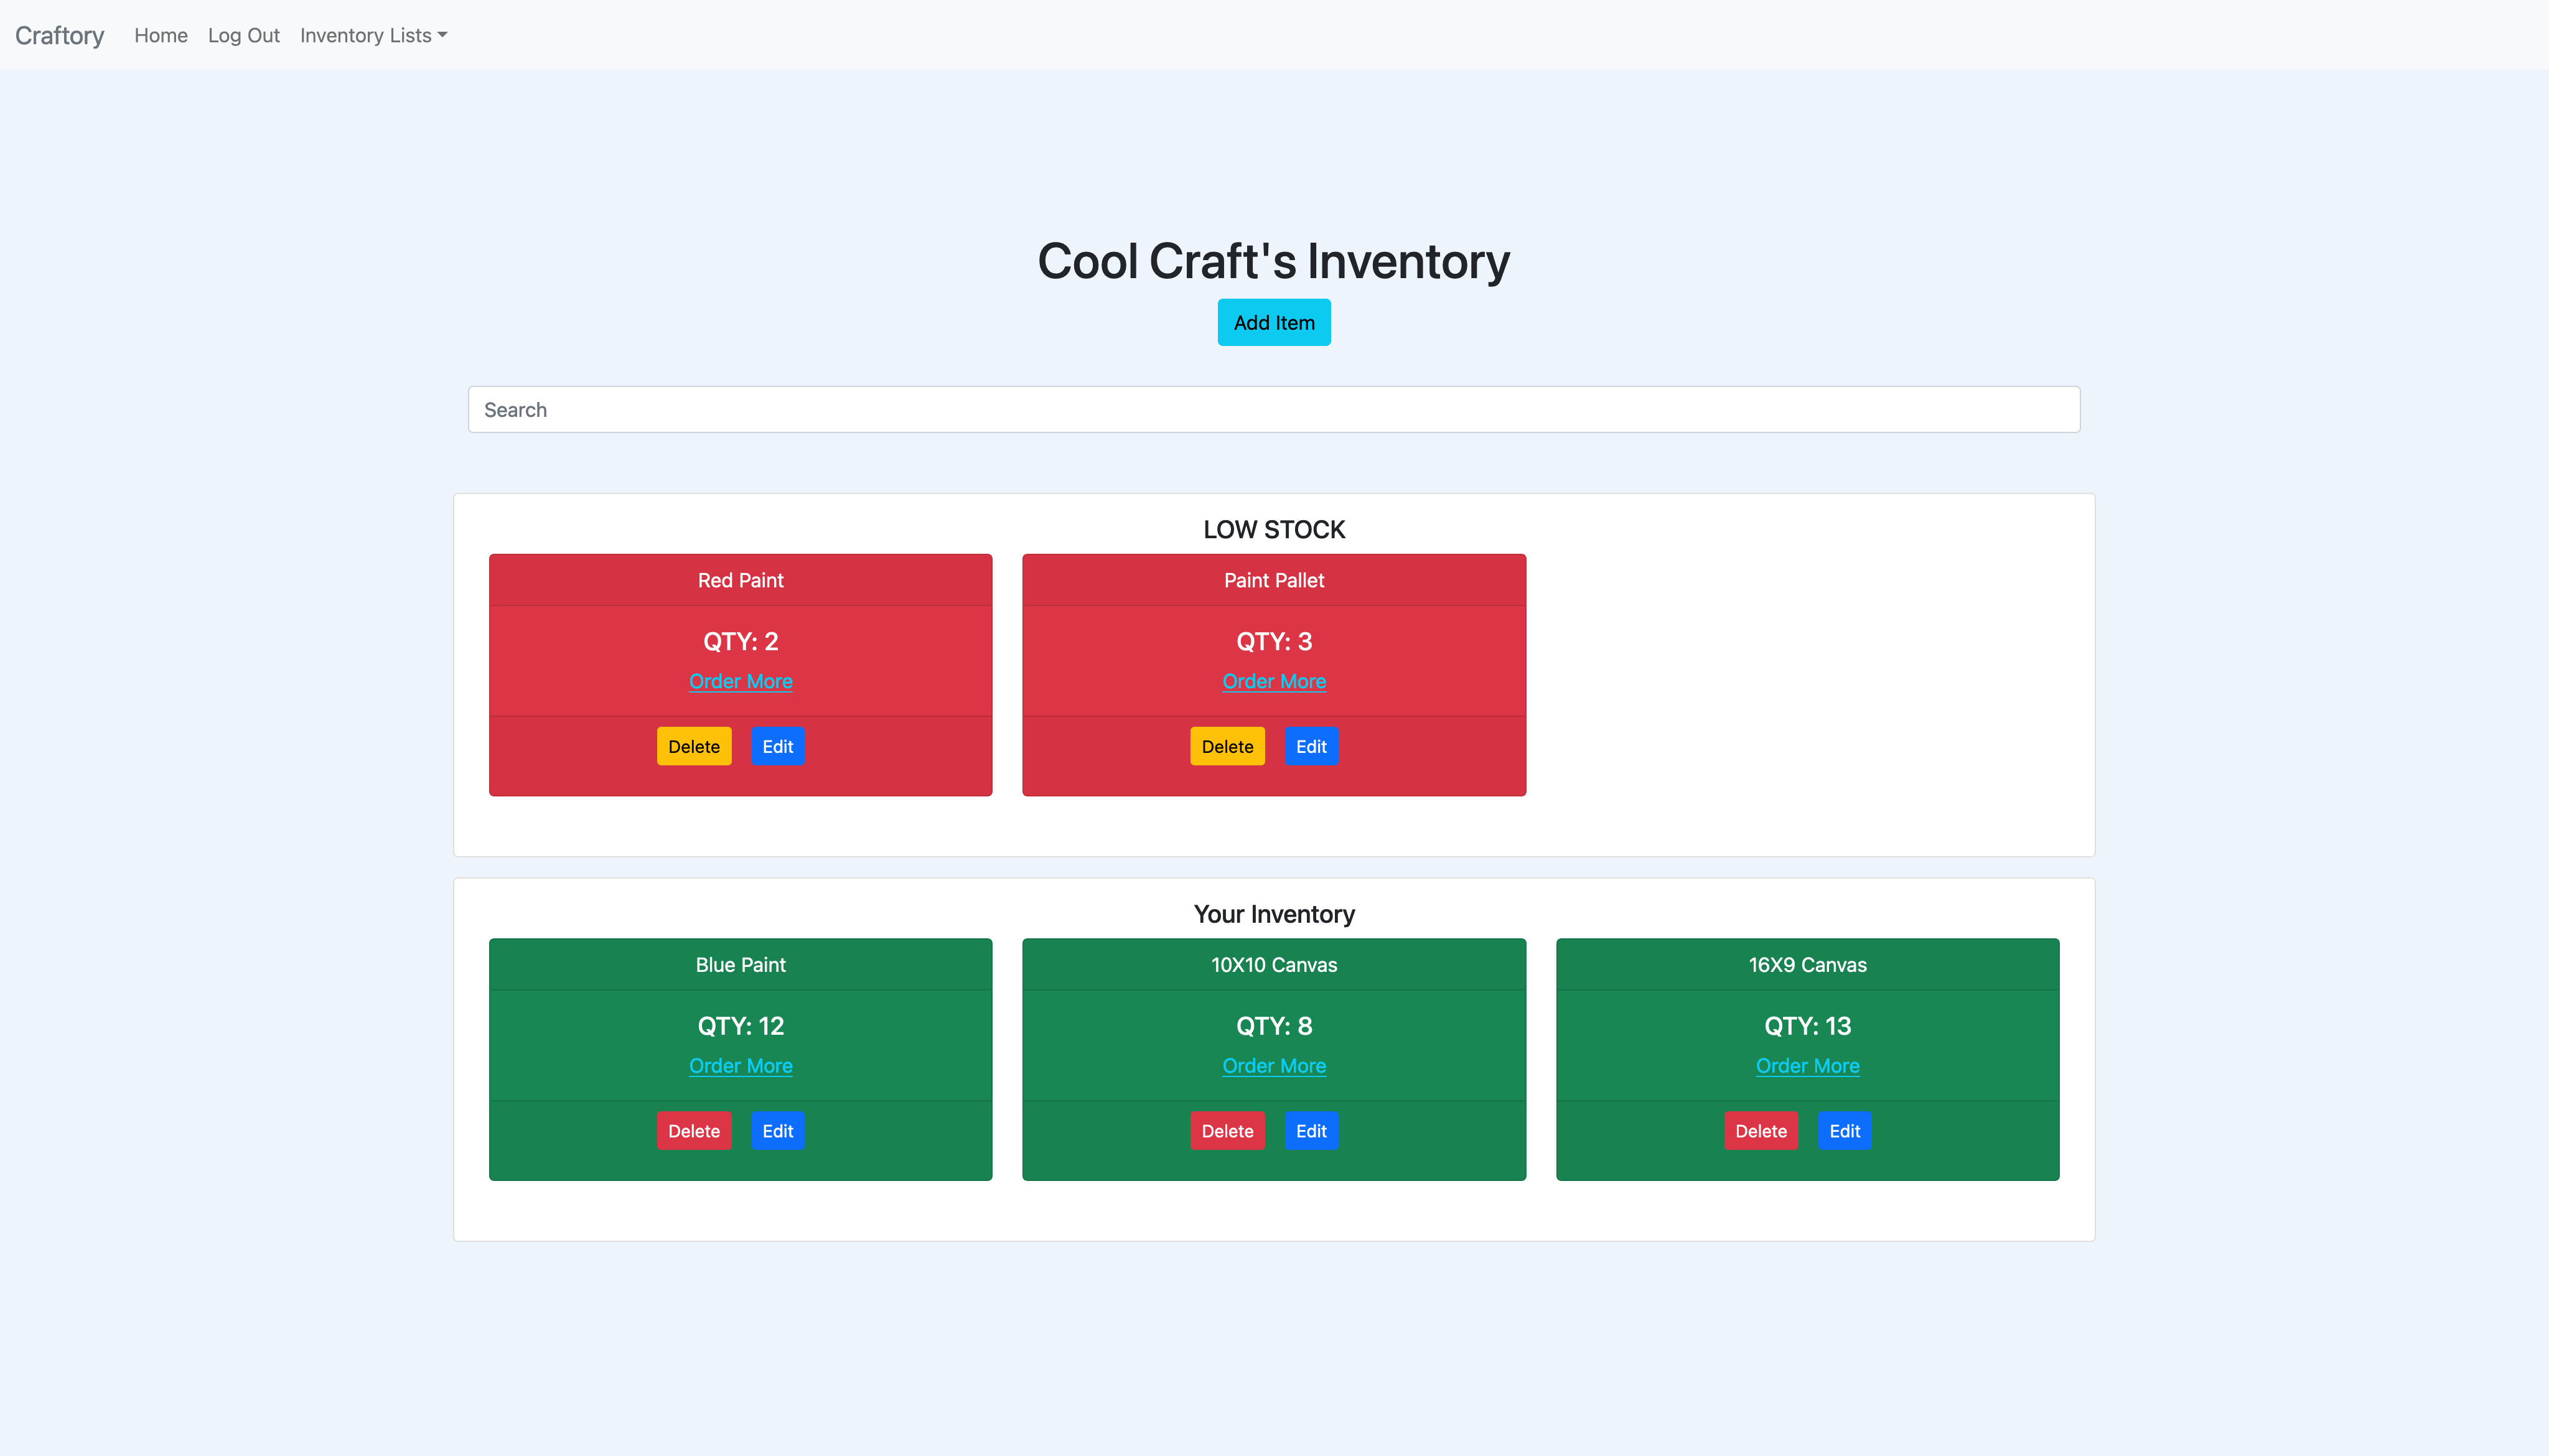 Craftory Home Log Out Inventory Lists
Cool Craft's Inventory
Add Item
Search
LOW STOCK
Red Paint
QTY: 2
Order More
Delete Edit
Paint Pallet
QTY: 3
Order More
Delete Edit
Your Inventory
Blue Paint
QTY: 12
Order More
Delete Edit
10X10 Canvas
QTY: 8
Order More
Delete Edit
16X9 Canvas
QTY: 13
Order More
Delete Edit